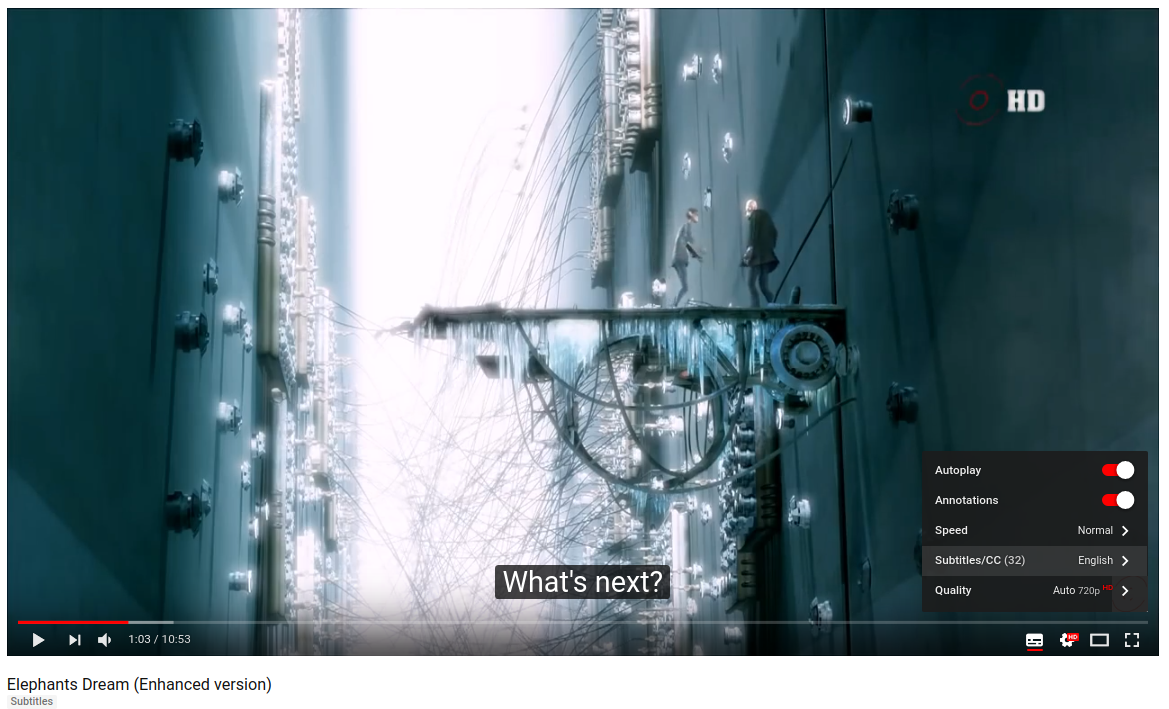 HD
Autoplay
Annotations
Speed Normal
Subtitles/CC (32) English
Quality Auto 720p HD
What's next?
1:03 / 10:53
HD
Elephants Dream (Enhanced version)
Subtitles